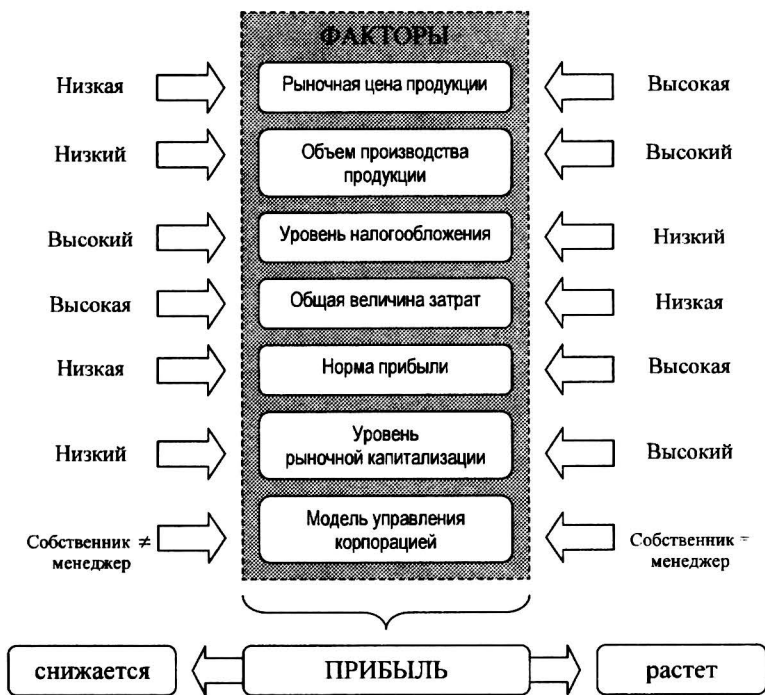 ФАКТОРЫ
Низкая
Рыночная цена продукции
Высокая
Низкий
Объем производства
продукции
Высокий
Высокий
Уровень налогообложения
Низкий
Высокая
Общая величина затрат
Низкая
Низкая
Норма прибыли
Высокая
Низкий
Уровень
рыночной капитализации
Высокий
Собственник ≠
менеджер
Модель управления
корпорацией
Собственник =
менеджер
снижается
ПРИБЫЛЬ
растет